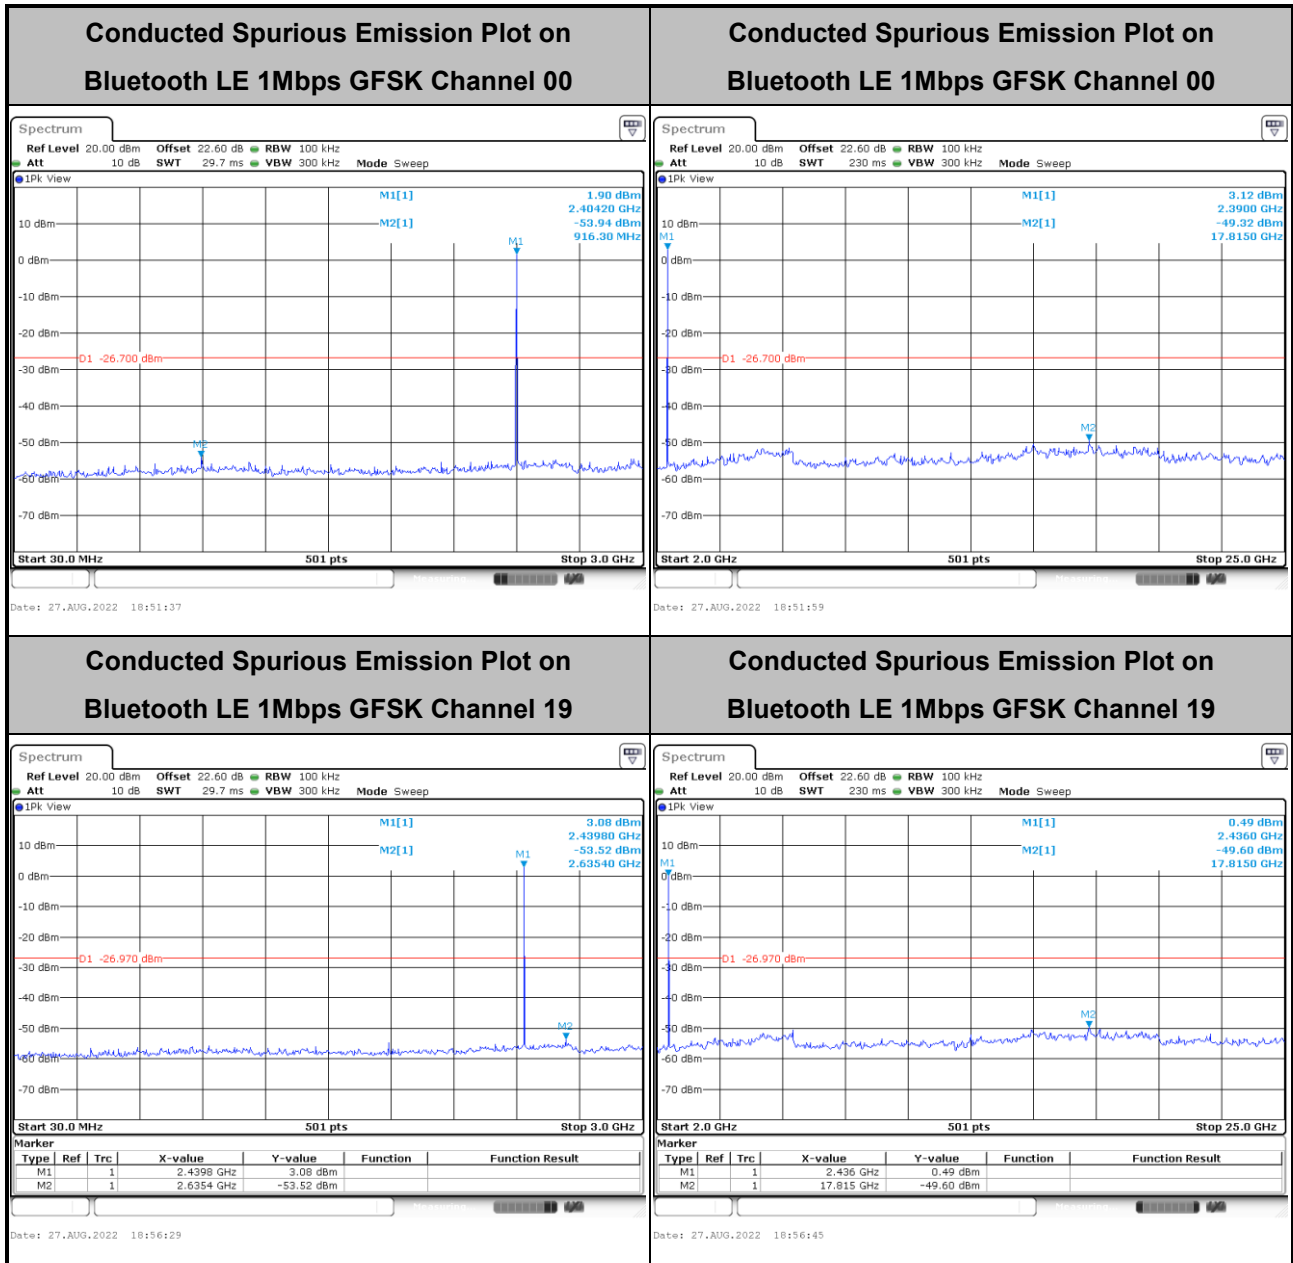 Conducted Spurious Emission Plot on
Bluetooth LE 1Mbps GFSK Channel 00
Spectrum
Ref Level 20.00 dBm Offset 22.60 dB RBW 100 kHz
Att 10 dB SWT 29.7 ms VBW 300 kHz Mode Sweep
1Pk View
M1[1] 1.90 dBm
2.40420 GHz
10 dBm
M2[1] -53.94 dBm
916.30 MHz
M1
0 dBm
-10 dBm
-20 dBm
D1 -26.700 dBm
-30 dBm
-40 dBm
-50 dBm
M2
-60 dBm
-70 dBm
Start 30.0 MHz 501 pts Stop 3.0 GHz
Measuring...
Date: 27.AUG.2022 18:51:37
Conducted Spurious Emission Plot on
Bluetooth LE 1Mbps GFSK Channel 00
Spectrum
Ref Level 20.00 dBm Offset 22.60 dB RBW 100 kHz
Att 10 dB SWT 230 ms VBW 300 kHz Mode Sweep
1Pk View
M1[1] 3.12 dBm
2.3900 GHz
10 dBm
M2[1] -49.32 dBm
17.8150 GHz
M1
0 dBm
-10 dBm
-20 dBm
D1 -26.700 dBm
-30 dBm
-40 dBm
M2
-50 dBm
-60 dBm
-70 dBm
Start 2.0 GHz 501 pts Stop 25.0 GHz
Measuring...
Date: 27.AUG.2022 18:51:59
Conducted Spurious Emission Plot on
Bluetooth LE 1Mbps GFSK Channel 19
Spectrum
Ref Level 20.00 dBm Offset 22.60 dB RBW 100 kHz
Att 10 dB SWT 29.7 ms VBW 300 kHz Mode Sweep
1Pk View
M1[1] 3.08 dBm
2.43980 GHz
10 dBm
M2[1] -53.52 dBm
2.63540 GHz
M1
0 dBm
-10 dBm
-20 dBm
D1 -26.970 dBm
-30 dBm
-40 dBm
-50 dBm
M2
-60 dBm
-70 dBm
Start 30.0 MHz 501 pts Stop 3.0 GHz
Marker
Type Ref Trc X-value Y-value Function Function Result
M1 1 2.4398 GHz 3.08 dBm
M2 1 2.6354 GHz -53.52 dBm
Measuring...
Date: 27.AUG.2022 18:56:29
Conducted Spurious Emission Plot on
Bluetooth LE 1Mbps GFSK Channel 19
Spectrum
Ref Level 20.00 dBm Offset 22.60 dB RBW 100 kHz
Att 10 dB SWT 230 ms VBW 300 kHz Mode Sweep
1Pk View
M1[1] 0.49 dBm
2.4360 GHz
10 dBm
M2[1] -49.60 dBm
17.8150 GHz
M1
0 dBm
-10 dBm
-20 dBm
D1 -26.970 dBm
-30 dBm
-40 dBm
M2
-50 dBm
-60 dBm
-70 dBm
Start 2.0 GHz 501 pts Stop 25.0 GHz
Marker
Type Ref Trc X-value Y-value Function Function Result
M1 1 2.436 GHz 0.49 dBm
M2 1 17.815 GHz -49.60 dBm
Measuring...
Date: 27.AUG.2022 18:56:45